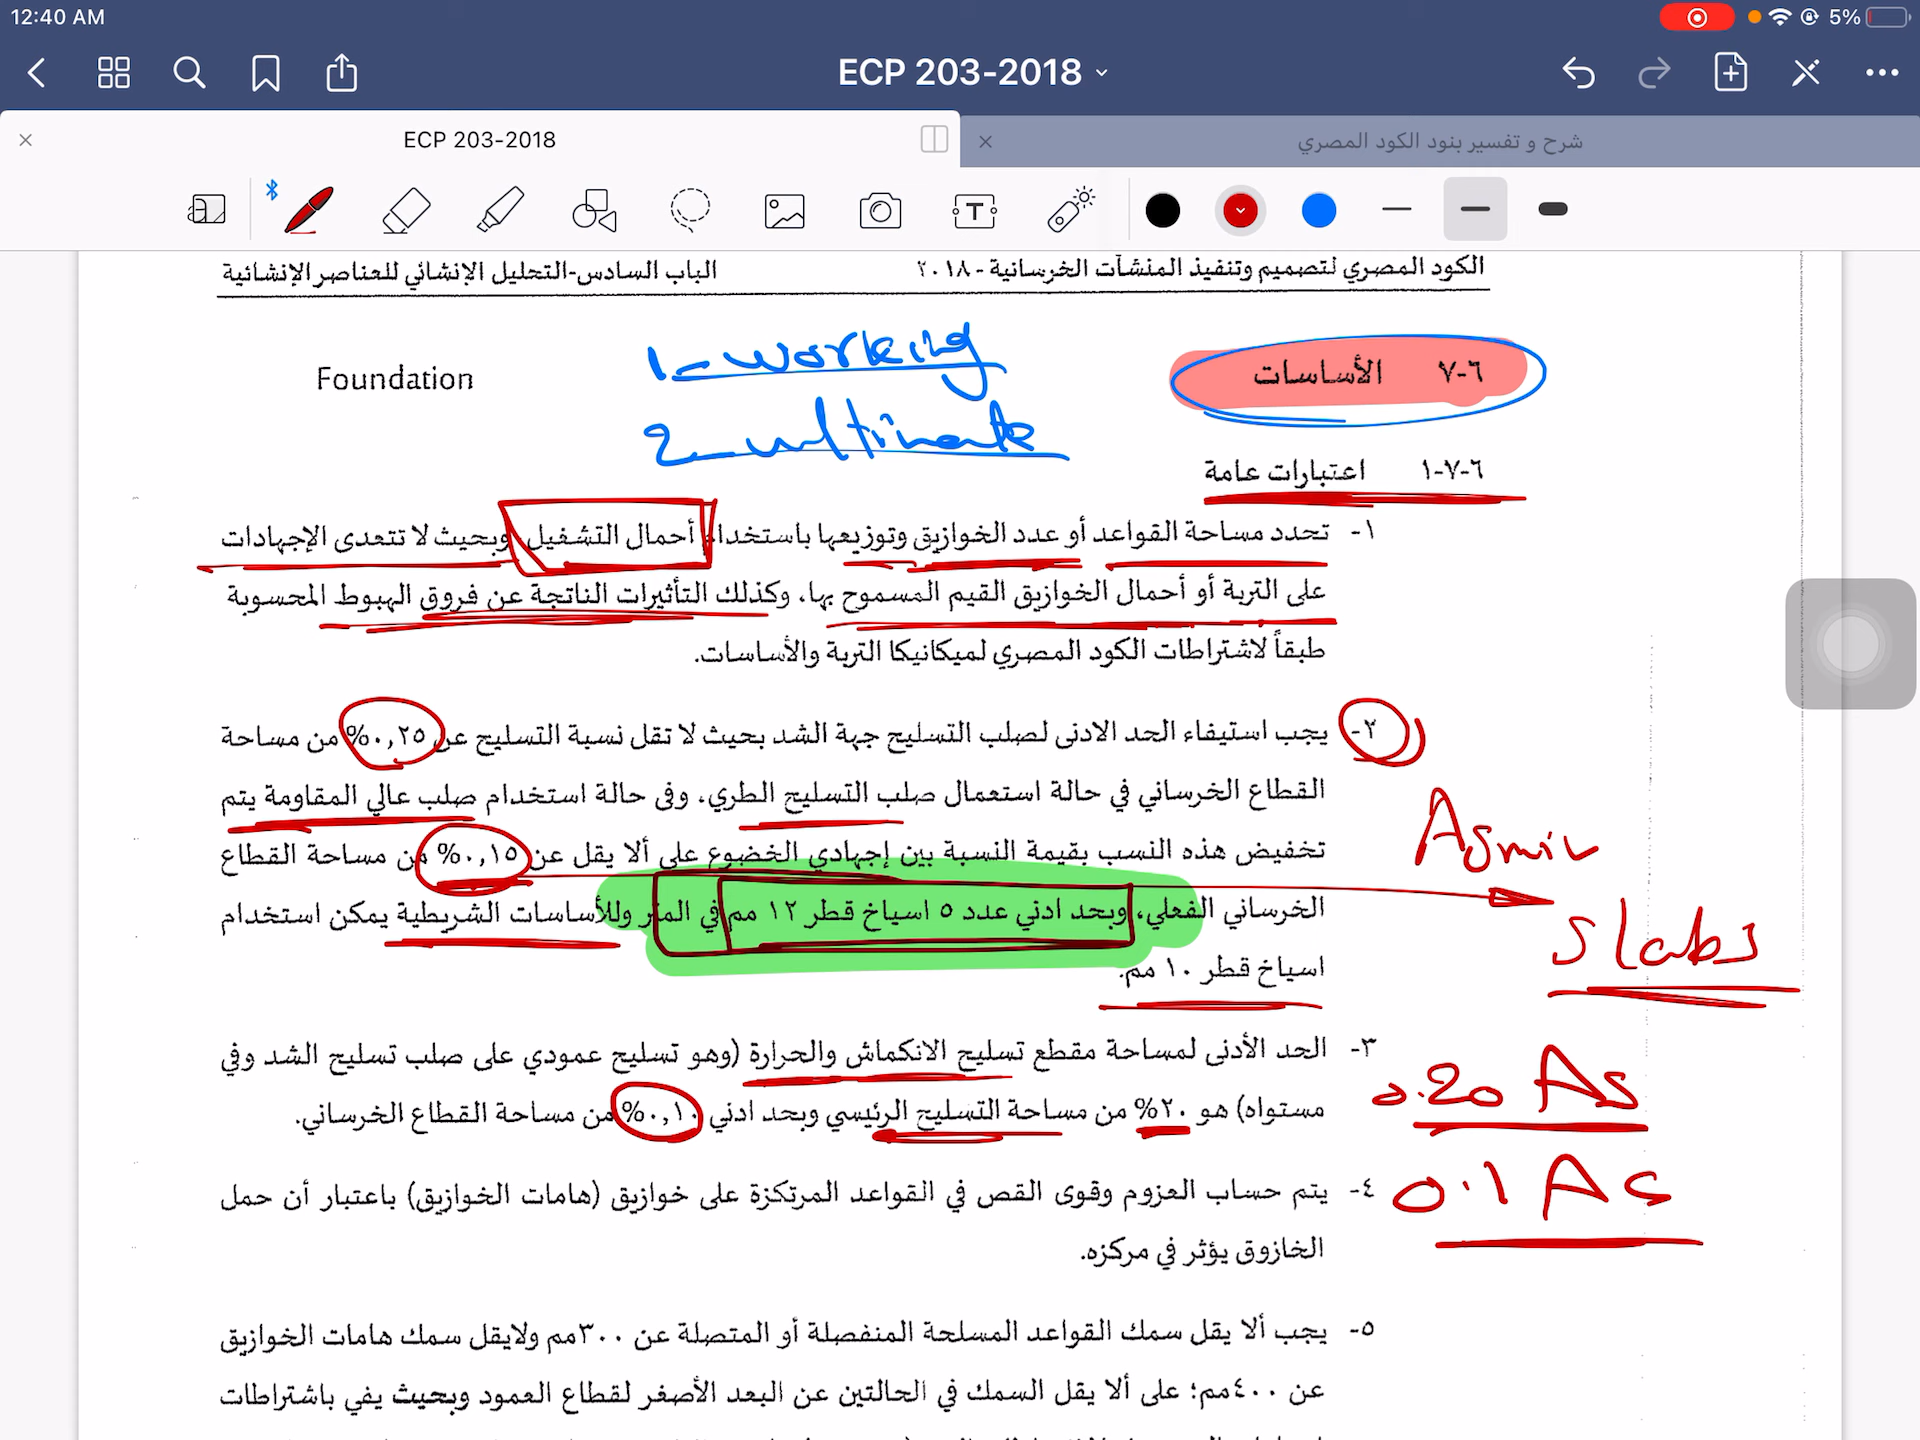 12:40 AM
5%
ECP 203-2018
ECP 203-2018
شرح و تفسير بنود الكود المصري
الكود المصري لتصميم وتنفيذ المنشآت الخرسانية - ٢٠١٨
الباب السادس-التحليل الإنشائي للعناصر الإنشائية
٦-٧ الأساسات
1- working
Foundation
2- ultimate
٦-٧-١ اعتبارات عامة
١- تحدد مساحة القواعد أو عدد الخوازيق وتوزيعها باستخدام أحمال التشغيل، وبحيث لا تتعدى الإجهادات
على التربة أو أحمال الخوازيق القيم المسموح بها، وكذلك التأثيرات الناتجة عن فروق الهبوط المحسوبة
طبقاً لاشتراطات الكود المصري لميكانيكا التربة والأساسات.
٢- يجب استيفاء الحد الادنى لصلب التسليح جهة الشد بحيث لا تقل نسبة التسليح عن ٠,٢٥% من مساحة
القطاع الخرساني في حالة استعمال صلب التسليح الطري، وفى حالة استخدام صلب عالي المقاومة يتم
تخفيض هذه النسب بقيمة النسبة بين إجهادي الخضوع على ألا يقل عن ٠,١٥% من مساحة القطاع
Asmin
الخرساني الفعلي، وبحد ادني عدد ٥ اسياخ قطر ١٢ مم في المتر وللأساسات الشريطية يمكن استخدام
slabs
اسياخ قطر ١٠ مم.
٣- الحد الأدنى لمساحة مقطع تسليح الانكماش والحرارة (وهو تسليح عمودي على صلب تسليح الشد وفي
0.20 As
مستواه) هو ٢٠% من مساحة التسليح الرئيسي وبحد ادني ٠,١٠% من مساحة القطاع الخرساني.
0.1 Ac
٤- يتم حساب العزوم وقوى القص في القواعد المرتكزة على خوازيق (هامات الخوازيق) باعتبار أن حمل
الخازوق يؤثر في مركزه.
٥- يجب ألا يقل سمك القواعد المسلحة المنفصلة أو المتصلة عن ٣٠٠مم ولايقل سمك هامات الخوازيق
عن ٤٠٠مم؛ على ألا يقل السمك في الحالتين عن البعد الأصغر لقطاع العمود وبحيث يفي باشتراطات